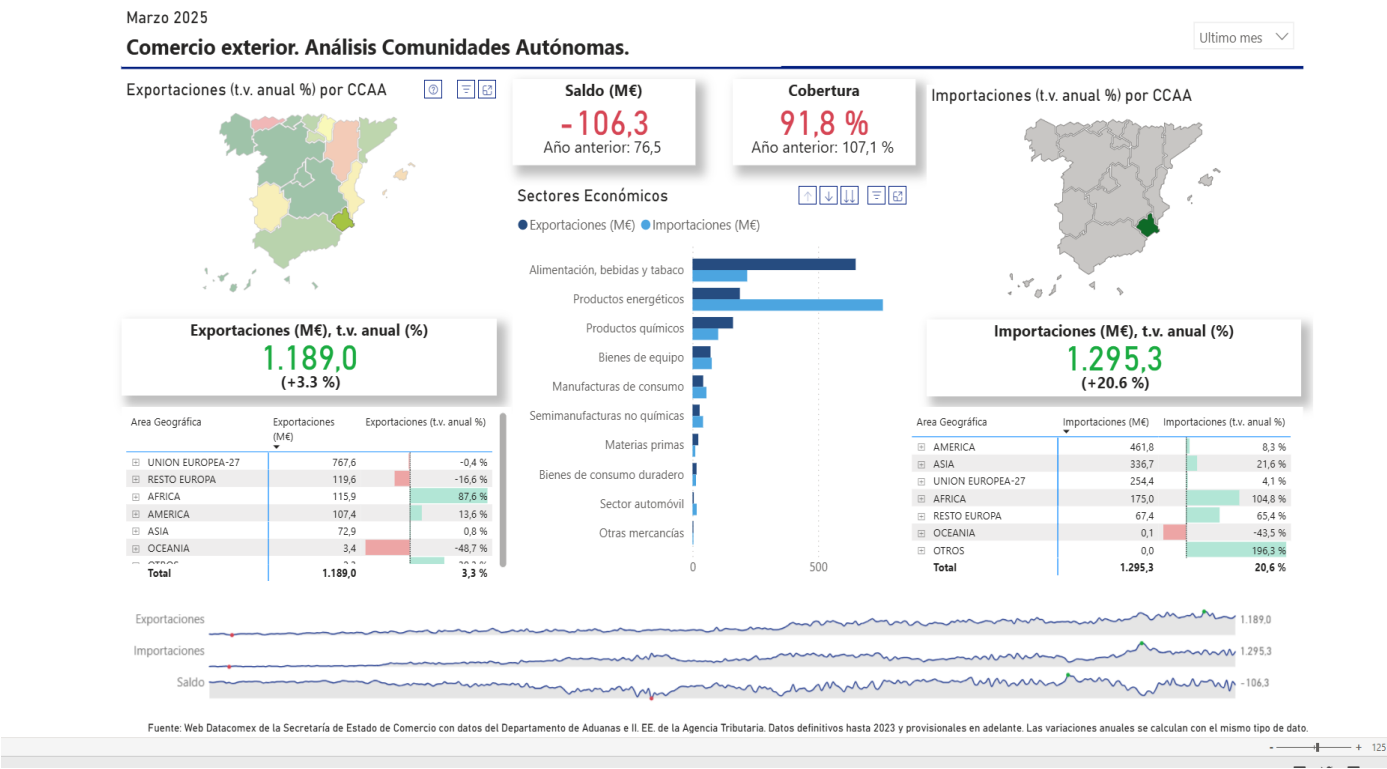 Marzo 2025
Comercio exterior. Análisis Comunidades Autónomas.
Ultimo mes
Exportaciones (t.v. anual %) por CCAA
Saldo (M€)
-106,3
Año anterior: 76,5
Cobertura
91,8 %
Año anterior: 107,1 %
Importaciones (t.v. anual %) por CCAA
Sectores Económicos
Exportaciones (M€) Importaciones (M€)
Alimentación, bebidas y tabaco
Productos energéticos
Productos químicos
Bienes de equipo
Manufacturas de consumo
Semimanufacturas no químicas
Materias primas
Bienes de consumo duradero
Sector automóvil
Otras mercancías
0 500
Exportaciones (M€), t.v. anual (%)
1.189,0
(+3.3 %)
Area Geográfica Exportaciones (M€) Exportaciones (t.v. anual %)
UNION EUROPEA-27 767,6 -0,4 %
RESTO EUROPA 119,6 -16,6 %
AFRICA 115,9 87,6 %
AMERICA 107,4 13,6 %
ASIA 72,9 0,8 %
OCEANIA 3,4 -48,7 %
Total 1.189,0 3,3 %
Importaciones (M€), t.v. anual (%)
1.295,3
(+20.6 %)
Area Geográfica Importaciones (M€) Importaciones (t.v. anual %)
AMERICA 461,8 8,3 %
ASIA 336,7 21,6 %
UNION EUROPEA-27 254,4 4,1 %
AFRICA 175,0 104,8 %
RESTO EUROPA 67,4 65,4 %
OCEANIA 0,1 -43,5 %
OTROS 0,0 196,3 %
Total 1.295,3 20,6 %
Exportaciones 1.189,0
Importaciones 1.295,3
Saldo -106,3
Fuente: Web Datacomex de la Secretaría de Estado de Comercio con datos del Departamento de Aduanas e II. EE. de la Agencia Tributaria. Datos definitivos hasta 2023 y provisionales en adelante. Las variaciones anuales se calculan con el mismo tipo de dato.
- + 125